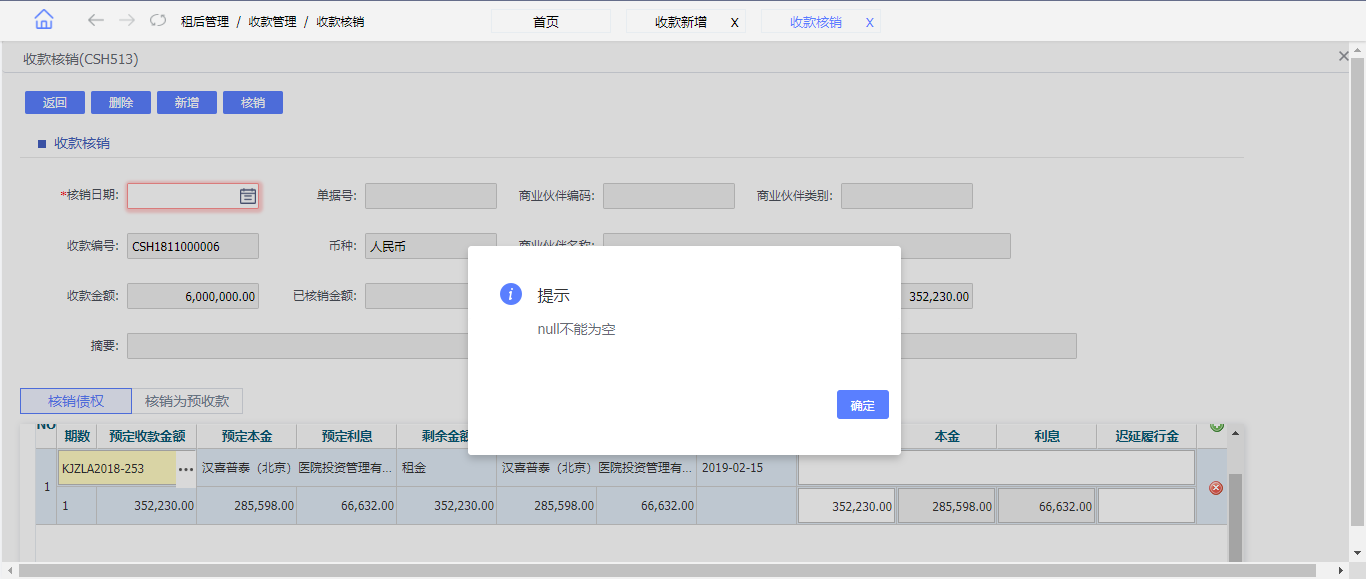 租后管理 / 收款管理 / 收款核销 首页 收款新增 X 收款核销 X
收款核销(CSH513)
返回 删除 新增 核销
收款核销
*核销日期: 单据号: 商业伙伴编码: 商业伙伴类别:
收款编号: CSH1811000006 币种: 人民币 商业伙伴名称:
收款金额: 6,000,000.00 已核销金额: 352,230.00
摘要:
提示
null不能为空
确定
核销债权 核销为预收款
NO 期数 预定收款金额 预定本金 预定利息 剩余金额 本金 利息 迟延履行金
KJZLA2018-253 ••• 汉喜普泰（北京）医院投资管理有... 租金 汉喜普泰（北京）医院投资管理有... 2019-02-15
1
1 352,230.00 285,598.00 66,632.00 352,230.00 285,598.00 66,632.00 352,230.00 285,598.00 66,632.00